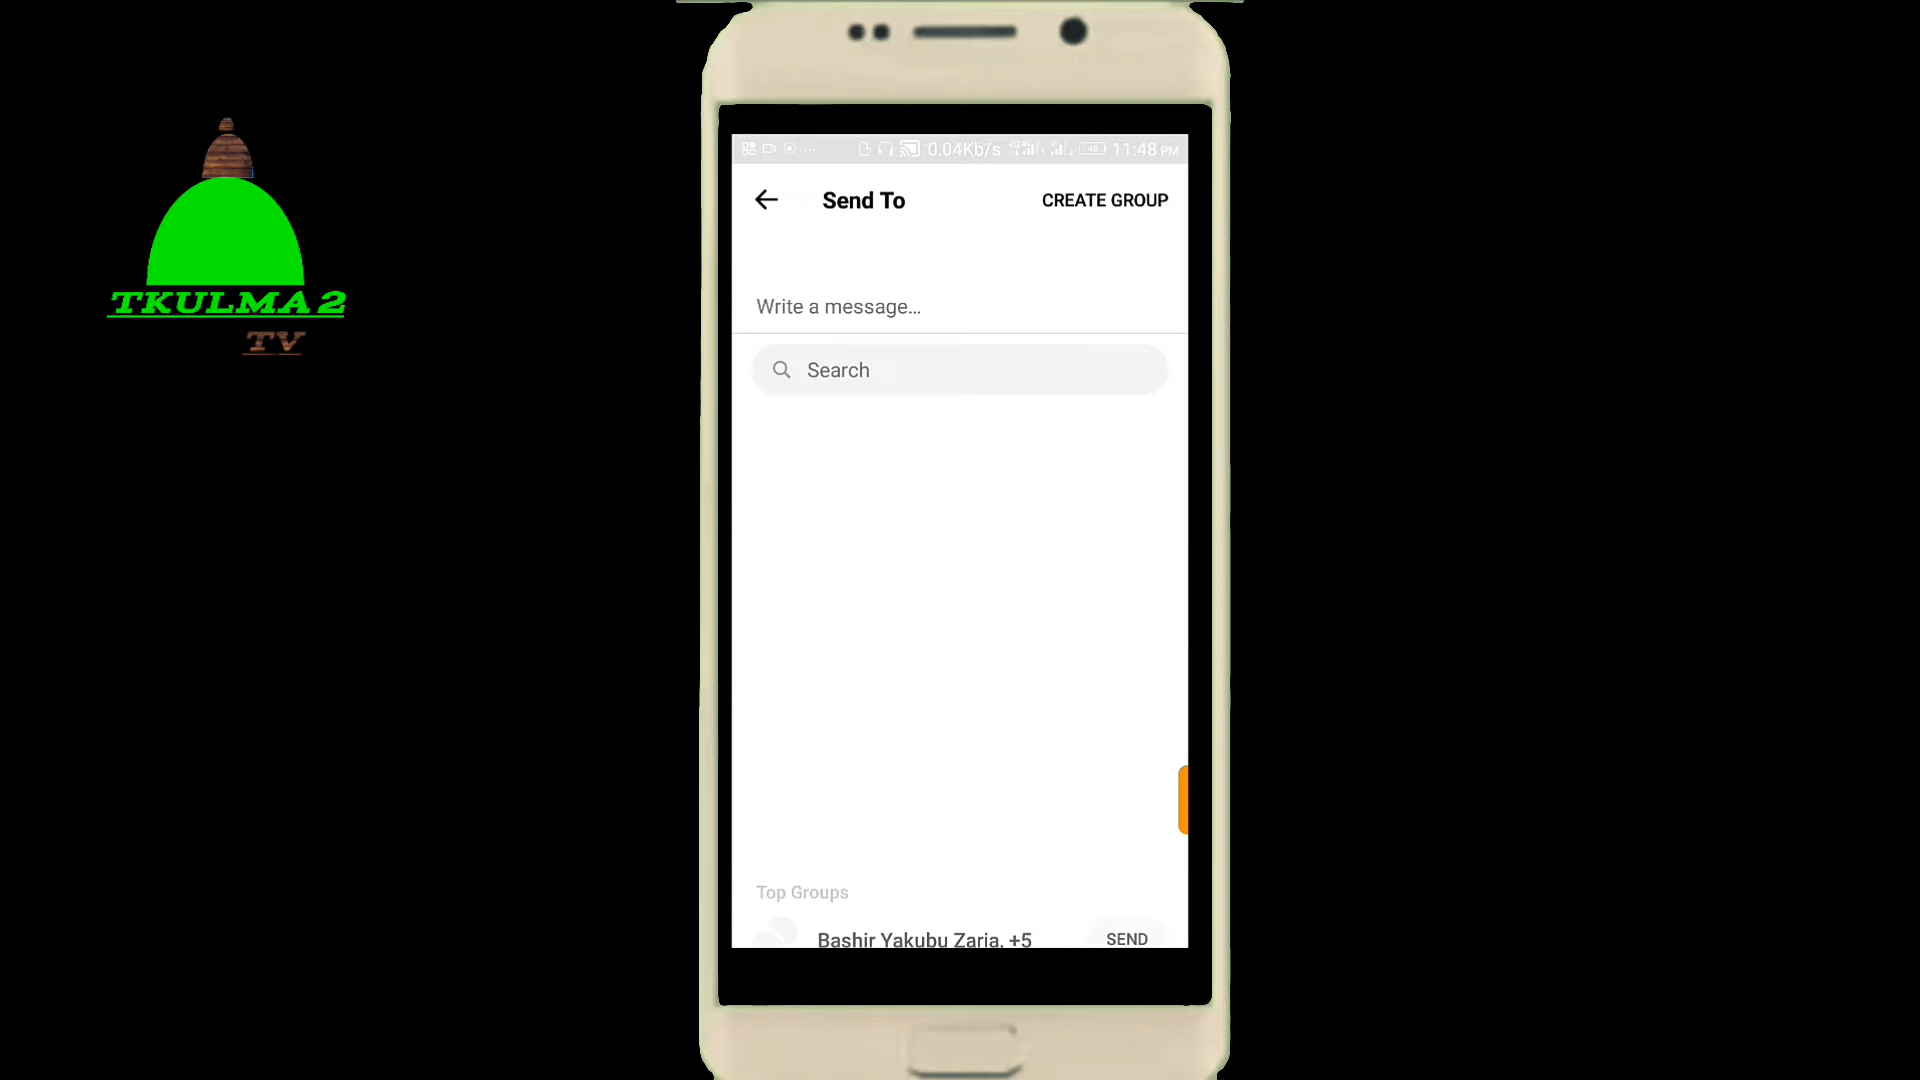 TKULMA 2
TV
0.04Kb/s
48
11:48 PM
Send To
CREATE GROUP
Write a message...
Search
Top Groups
Bashir Yakubu Zaria, +5
SEND